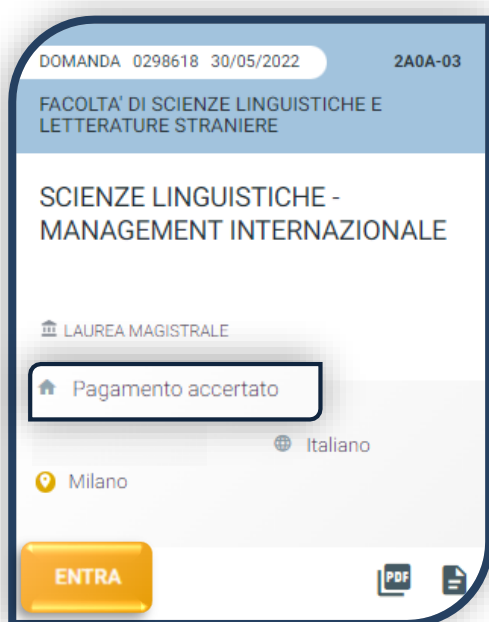 DOMANDA 0298618 30/05/2022 2A0A-03
FACOLTA' DI SCIENZE LINGUISTICHE E
LETTERATURE STRANIERE
SCIENZE LINGUISTICHE -
MANAGEMENT INTERNAZIONALE
LAUREA MAGISTRALE
Pagamento accertato
Italiano
Milano
ENTRA
PDF